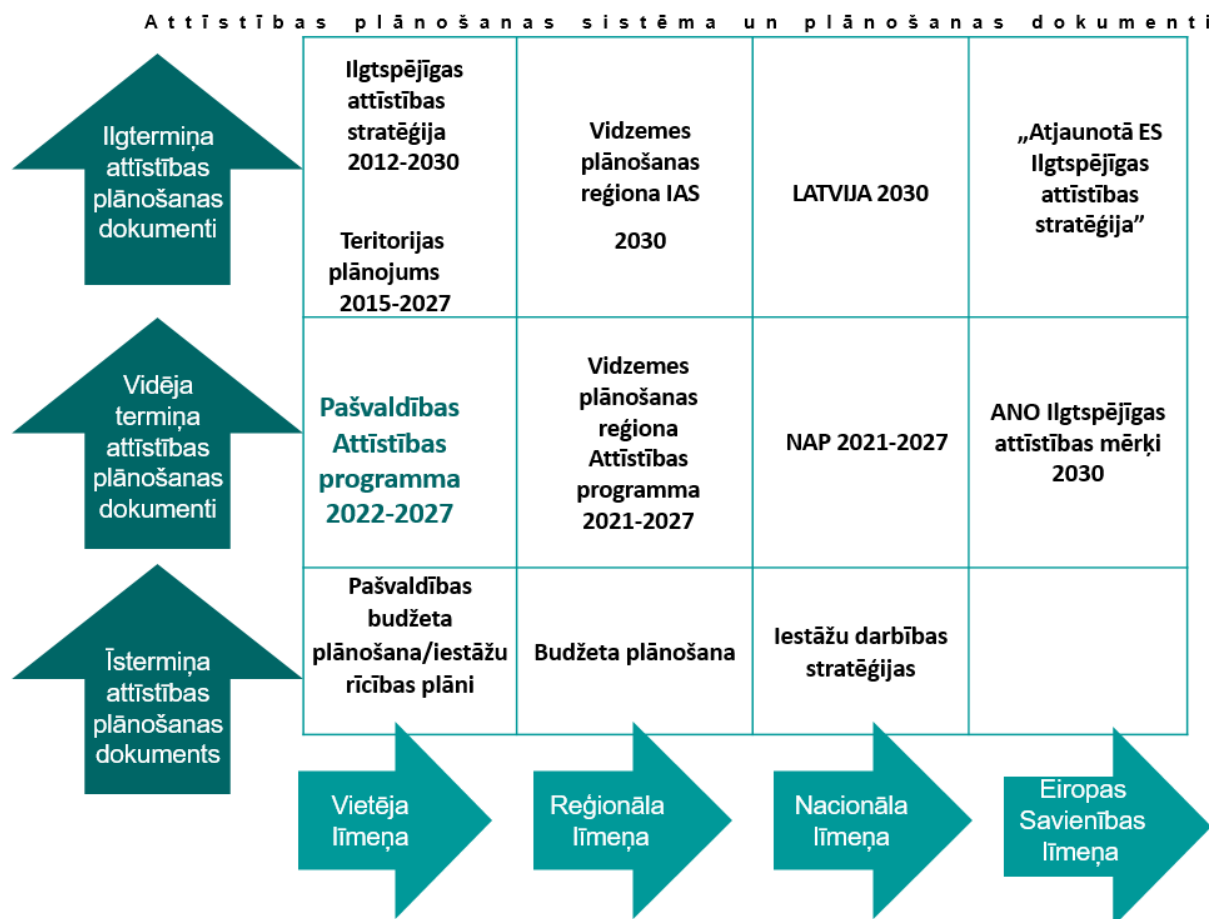 Attīstības plānošanas sistēma un plānošanas dokumenti
Ilgtermiņa
attīstības
plānošanas
dokumenti
Ilgtspējīgas
attīstības
stratēģija
2012-2030
Teritorijas
plānojums
2015-2027
Vidzemes
plānošanas
reģiona IAS
2030
LATVIJA 2030
„Atjaunotā ES
Ilgtspējīgas
attīstības
stratēģija”
Vidēja
termiņa
attīstības
plānošanas
dokumenti
Pašvaldības
Attīstības
programma
2022-2027
Vidzemes
plānošanas
reģiona
Attīstības
programma
2021-2027
NAP 2021-2027
ANO Ilgtspējīgas
attīstības mērķi
2030
Īstermiņa
attīstības
plānošanas
dokuments
Pašvaldības
budžeta
plānošana/iestāžu
rīcības plāni
Budžeta plānošana
Iestāžu darbības
stratēģijas
Vietēja
līmeņa
Reģionāla
līmeņa
Nacionāla
līmeņa
Eiropas
Savienības
līmeņa